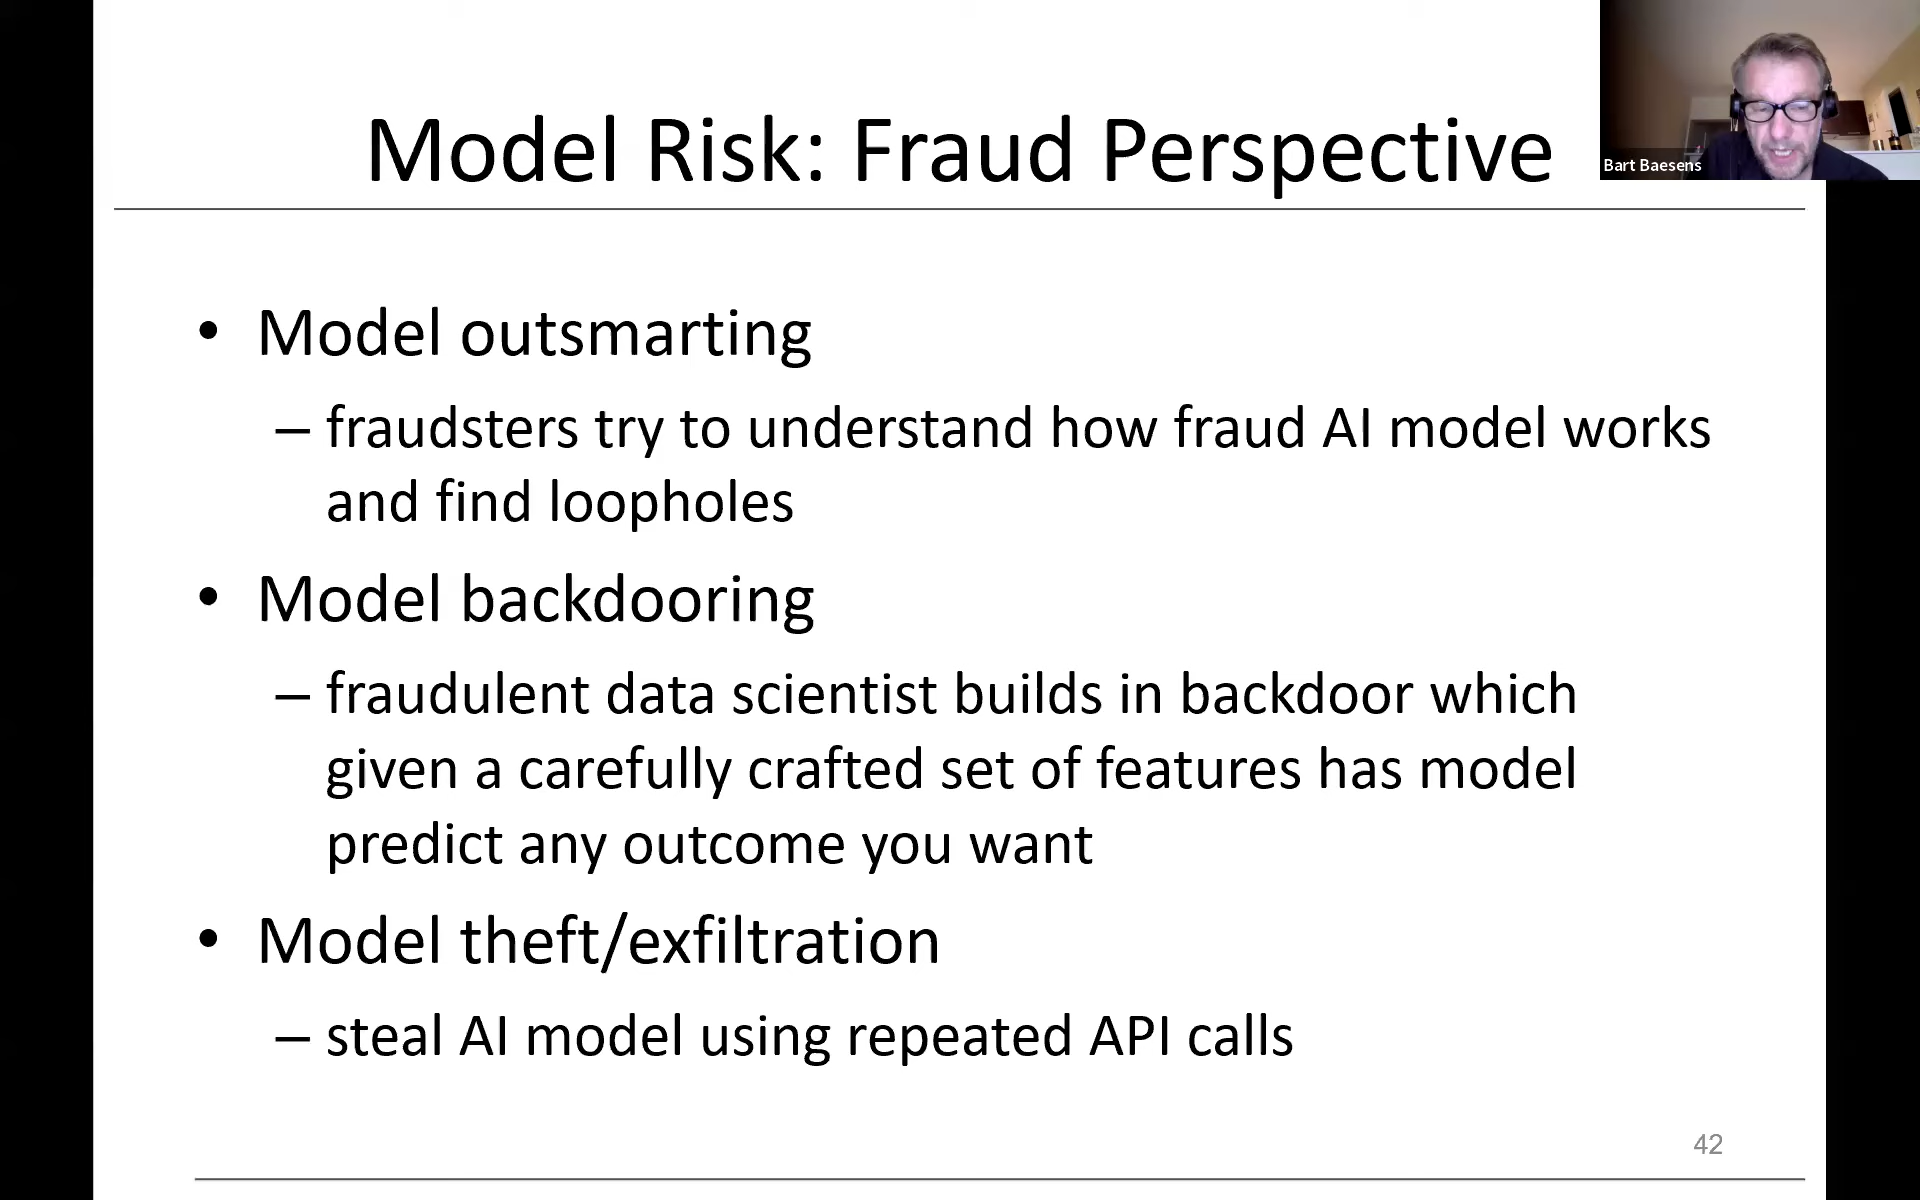 Model Risk: Fraud Perspective
Bart Baesens
• Model outsmarting
– fraudsters try to understand how fraud AI model works
and find loopholes
• Model backdooring
– fraudulent data scientist builds in backdoor which
given a carefully crafted set of features has model
predict any outcome you want
• Model theft/exfiltration
– steal AI model using repeated API calls
42